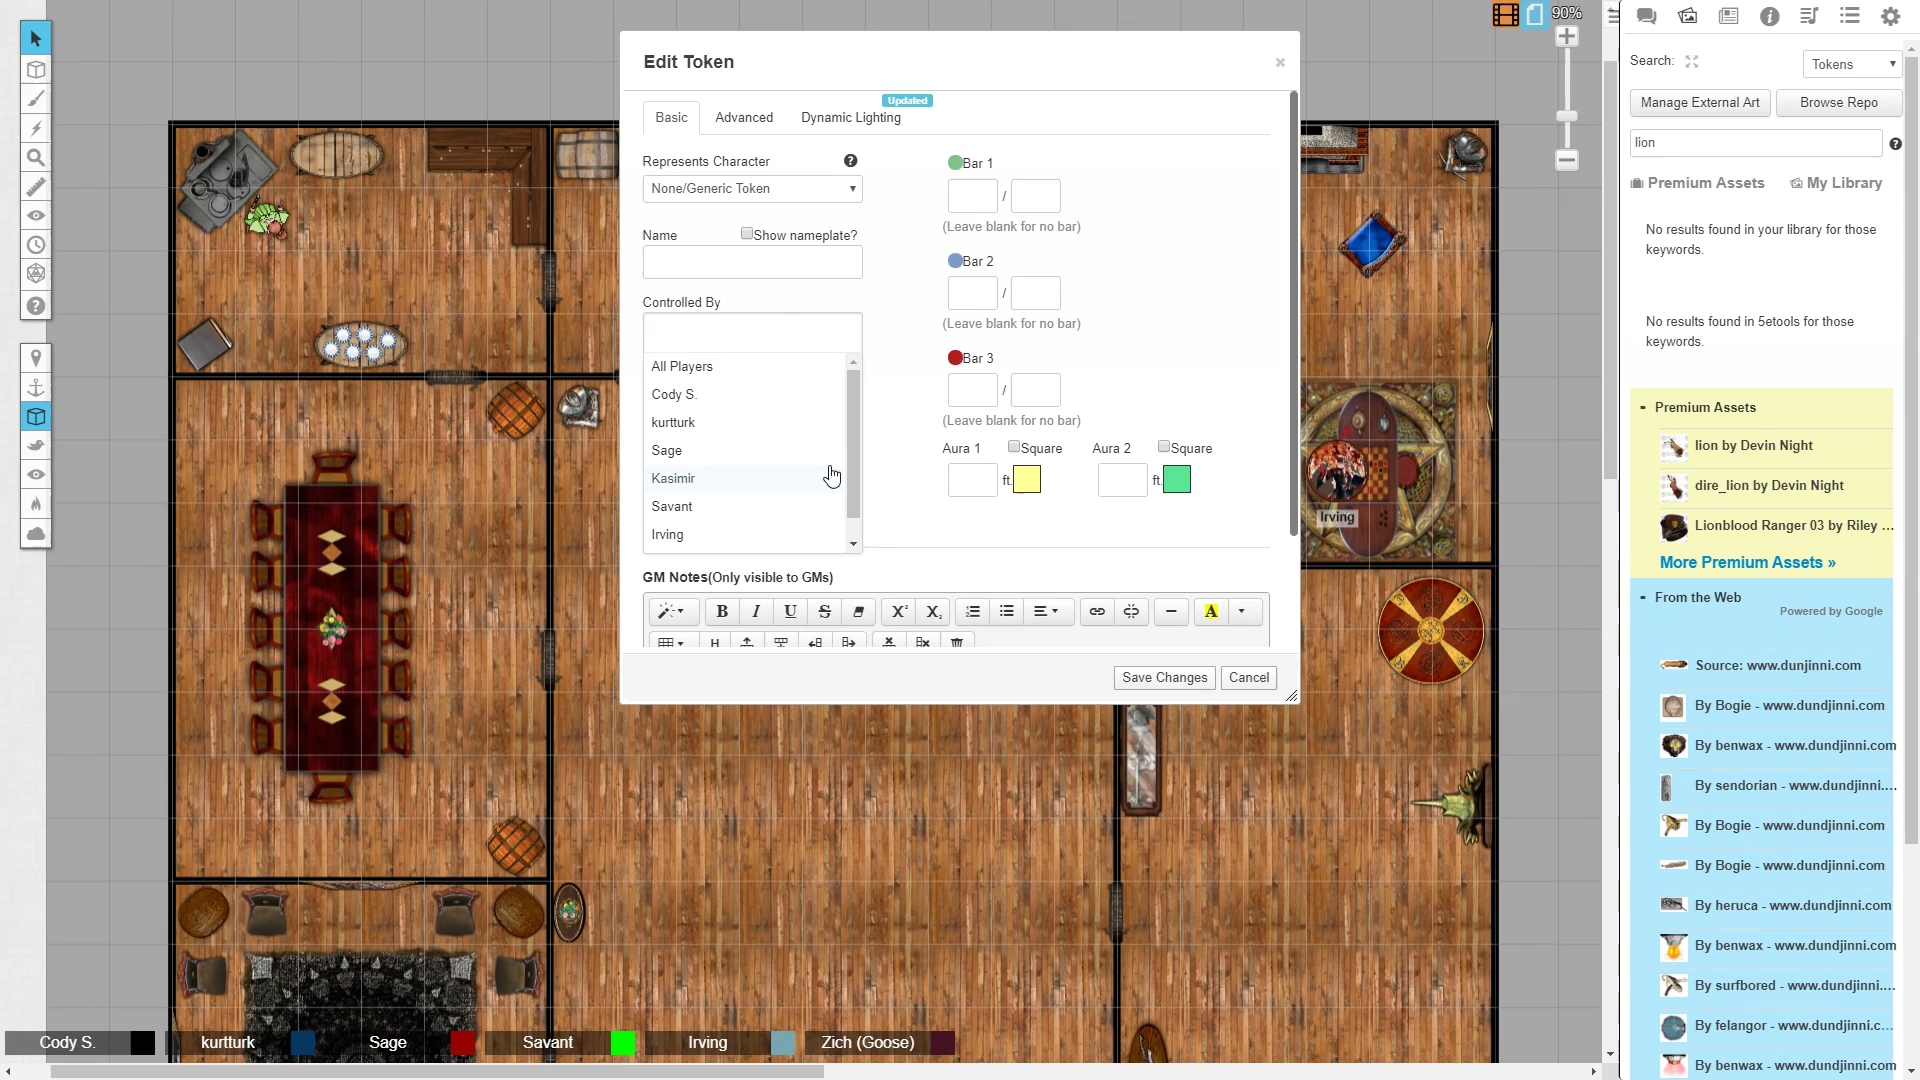 90%
Edit Token
×
Updated
Basic
Advanced
Dynamic Lighting
Represents Character
None/Generic Token
Name
Show nameplate?
Controlled By
All Players
Cody S.
kurtturk
Sage
Kasimir
Savant
Irving
Bar 1
/
(Leave blank for no bar)
Bar 2
/
(Leave blank for no bar)
Bar 3
/
(Leave blank for no bar)
Aura 1
Square
Aura 2
Square
ft.
ft.
GM Notes(Only visible to GMs)
Save Changes
Cancel
Irving
Search:
Tokens
Manage External Art
Browse Repo
lion
Premium Assets
My Library
No results found in your library for those
keywords.
No results found in 5etools for those
keywords.
- Premium Assets
lion by Devin Night
dire_lion by Devin Night
Lionblood Ranger 03 by Riley ...
More Premium Assets »
- From the Web
Powered by Google
Source: www.dunjinni.com
By Bogie - www.dundjinni.com
By benwax - www.dundjinni.com
By sendorian - www.dundjinni....
By Bogie - www.dundjinni.com
By Bogie - www.dundjinni.com
By heruca - www.dundjinni.com
By benwax - www.dundjinni.com
By surfbored - www.dundjinni....
By felangor - www.dundjinni.c...
By benwax - www.dundjinni.com
Cody S.
kurtturk
Sage
Savant
Irving
Zich (Goose)